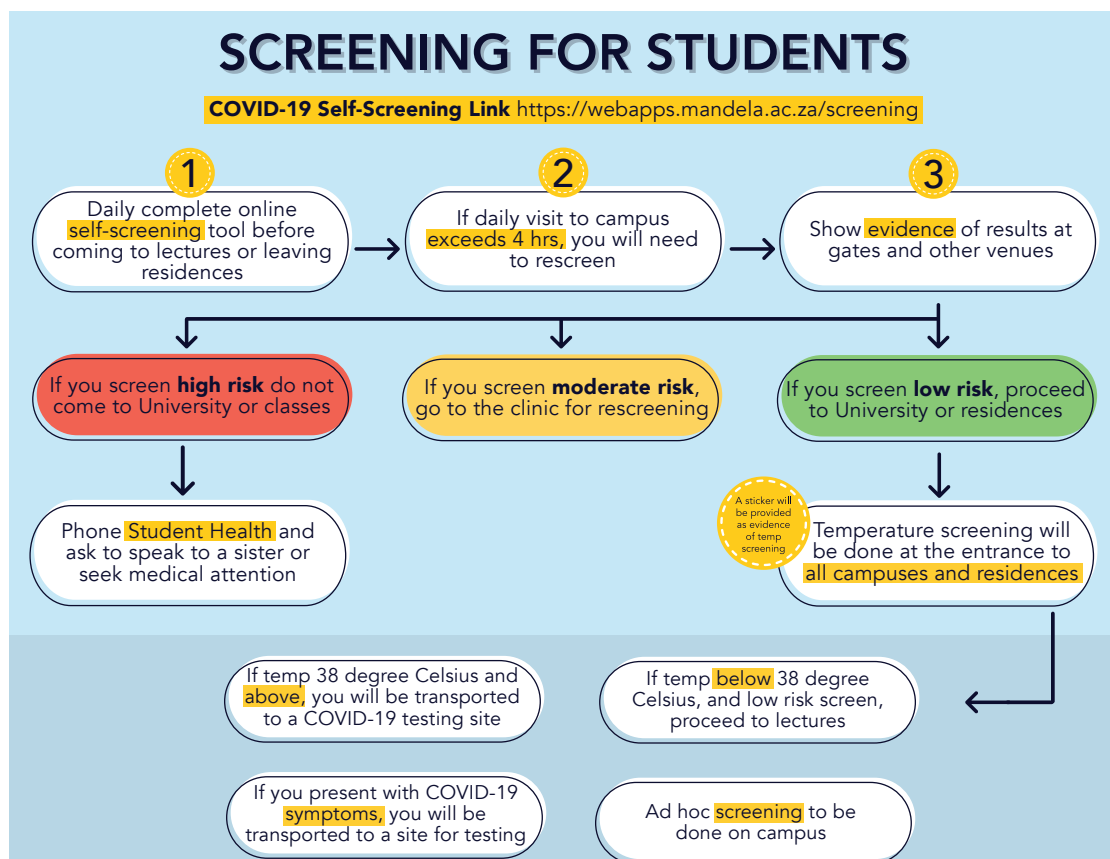 SCREENING FOR STUDENTS
COVID-19 Self-Screening Link https://webapps.mandela.ac.za/screening
1
Daily complete online
self-screening tool before
coming to lectures or leaving
residences
2
If daily visit to campus
exceeds 4 hrs, you will need
to rescreen
3
Show evidence of results at
gates and other venues
If you screen high risk do not
come to University or classes
If you screen moderate risk,
go to the clinic for rescreening
If you screen low risk, proceed
to University or residences
Phone Student Health and
ask to speak to a sister or
seek medical attention
A sticker will
be provided
as evidence
of temp
screening
Temperature screening will
be done at the entrance to
all campuses and residences
If temp 38 degree Celsius and
above, you will be transported
to a COVID-19 testing site
If temp below 38 degree
Celsius, and low risk screen,
proceed to lectures
If you present with COVID-19
symptoms, you will be
transported to a site for testing
Ad hoc screening to be
done on campus